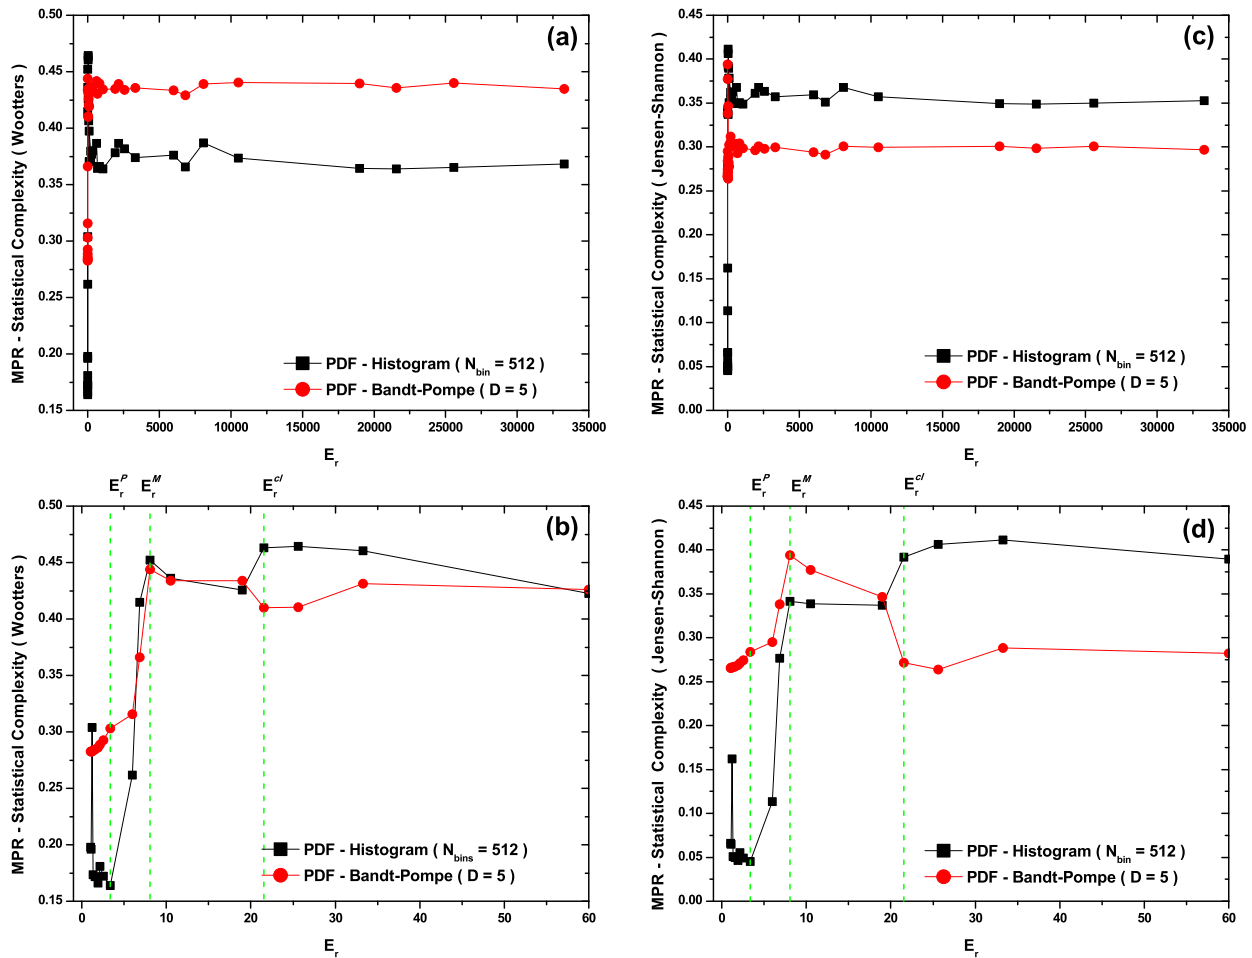 (a)
MPR - Statistical Complexity ( Wootters )
0.50
0.45
0.40
0.35
0.30
0.25
0.20
0.15
PDF - Histogram ( N_bin = 512 )
PDF - Bandt-Pompe ( D = 5 )
0 5000 10000 15000 20000 25000 30000 35000
E_r
(c)
MPR - Statistical Complexity ( Jensen-Shannon )
0.45
0.40
0.35
0.30
0.25
0.20
0.15
0.10
0.05
0.00
PDF - Histogram ( N_bin = 512 )
PDF - Bandt-Pompe ( D = 5 )
0 5000 10000 15000 20000 25000 30000 35000
E_r
E_r^P E_r^M E_r^cl
(b)
MPR - Statistical Complexity ( Wootters )
0.50
0.45
0.40
0.35
0.30
0.25
0.20
0.15
PDF - Histogram ( N_bins = 512 )
PDF - Bandt-Pompe ( D = 5 )
0 10 20 30 40 50 60
E_r
E_r^P E_r^M E_r^cl
(d)
MPR - Statistical Complexity ( Jensen-Shannon )
0.45
0.40
0.35
0.30
0.25
0.20
0.15
0.10
0.05
0.00
PDF - Histogram ( N_bin = 512 )
PDF - Bandt-Pompe ( D = 5 )
0 10 20 30 40 50 60
E_r